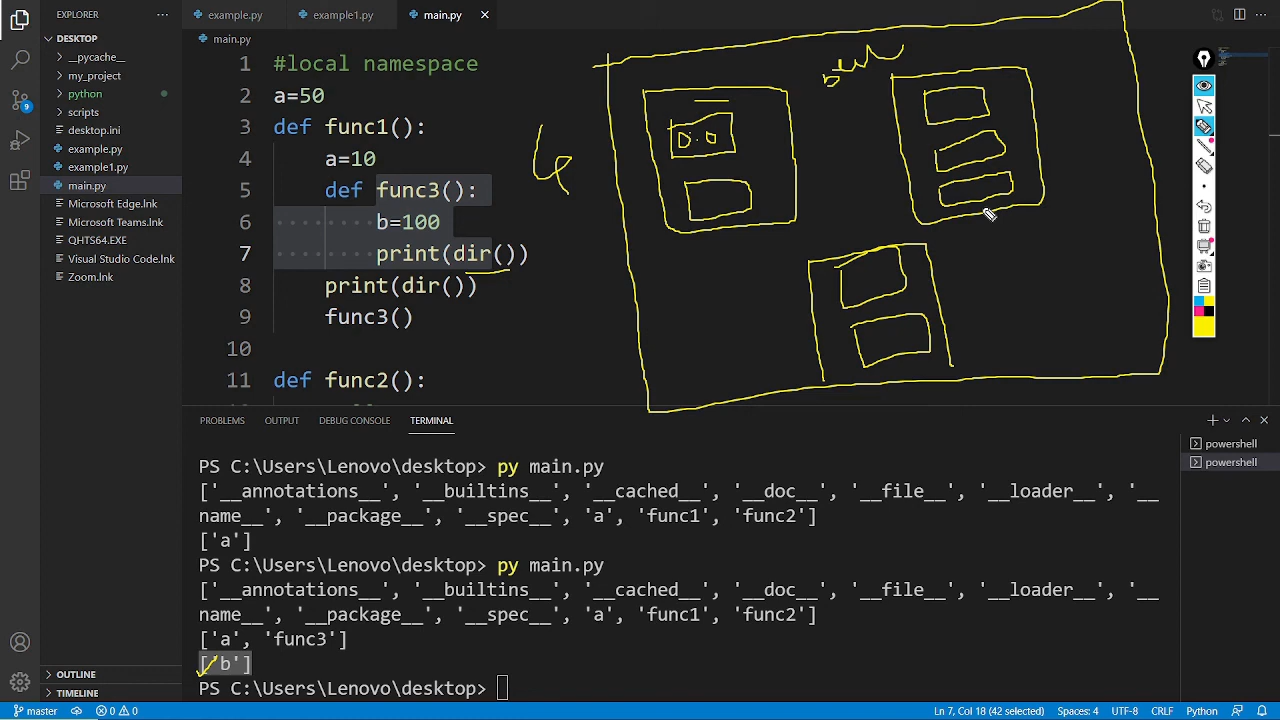 EXPLORER
example.py
example1.py
main.py
DESKTOP
main.py
__pycache__
my_project
python
scripts
desktop.ini
example.py
example1.py
main.py
Microsoft Edge.lnk
Microsoft Teams.lnk
QHTS64.EXE
Visual Studio Code.lnk
Zoom.lnk
OUTLINE
TIMELINE
9
1 #local namespace
2 a=50
3 def func1():
4 a=10
5 def func3():
6 b=100
7 print(dir())
8 print(dir())
9 func3()
10
11 def func2():
PROBLEMS OUTPUT DEBUG CONSOLE TERMINAL
powershell
powershell
PS C:\Users\Lenovo\desktop> py main.py
['__annotations__', '__builtins__', '__cached__', '__doc__', '__file__', '__loader__', '__
name__', '__package__', '__spec__', 'a', 'func1', 'func2']
['a']
PS C:\Users\Lenovo\desktop> py main.py
['__annotations__', '__builtins__', '__cached__', '__doc__', '__file__', '__loader__', '__
name__', '__package__', '__spec__', 'a', 'func1', 'func2']
['a', 'func3']
['b']
PS C:\Users\Lenovo\desktop>
master 0 0 Ln 7, Col 18 (42 selected) Spaces: 4 UTF-8 CRLF Python